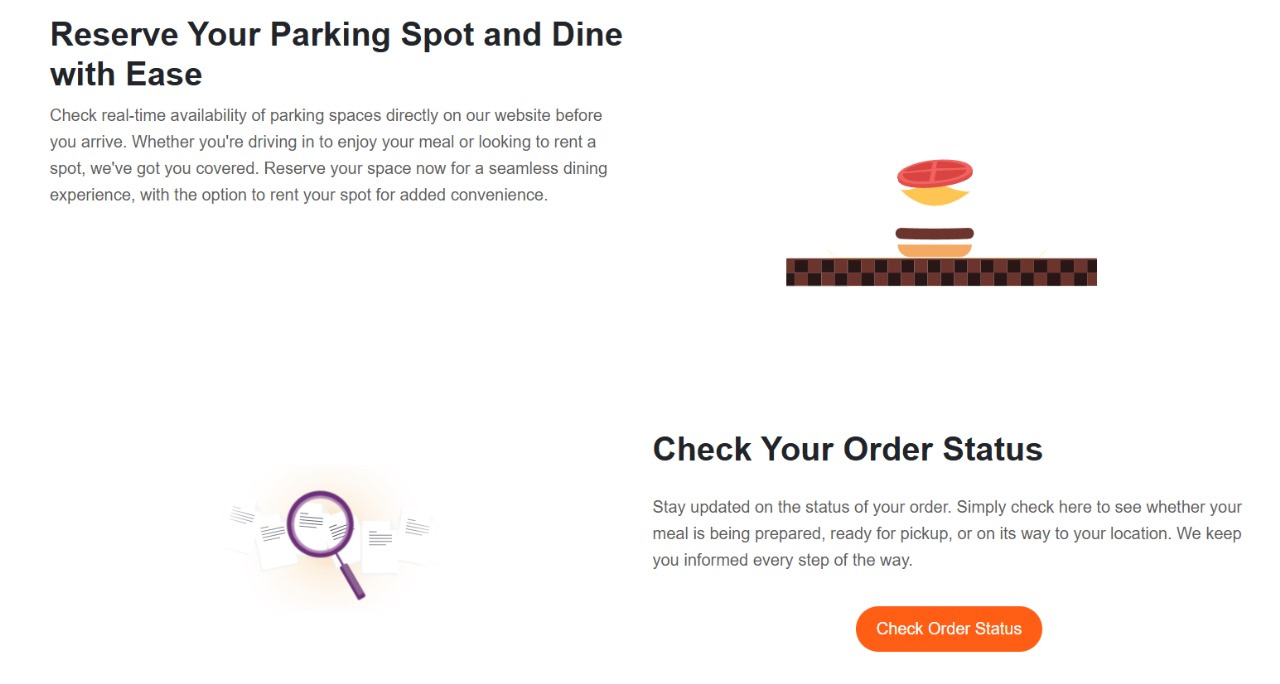 Reserve Your Parking Spot and Dine
with Ease
Check real-time availability of parking spaces directly on our website before
you arrive. Whether you're driving in to enjoy your meal or looking to rent a
spot, we've got you covered. Reserve your space now for a seamless dining
experience, with the option to rent your spot for added convenience.
Check Your Order Status
Stay updated on the status of your order. Simply check here to see whether your
meal is being prepared, ready for pickup, or on its way to your location. We keep
you informed every step of the way.
Check Order Status